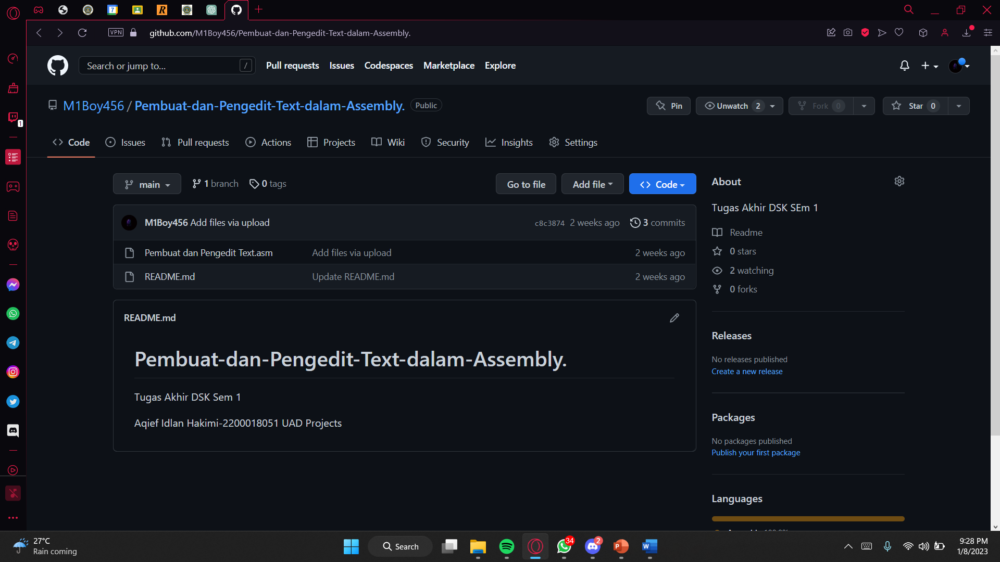 VPN
github.com/M1Boy456/Pembuat-dan-Pengedit-Text-dalam-Assembly.
Search or jump to... /
Pull requests Issues Codespaces Marketplace Explore
M1Boy456 / Pembuat-dan-Pengedit-Text-dalam-Assembly. Public
Pin Unwatch 2 Fork 0 Star 0
Code Issues Pull requests Actions Projects Wiki Security Insights Settings
main 1 branch 0 tags Go to file Add file Code
M1Boy456 Add files via upload c8c3874 2 weeks ago 3 commits
Pembuat dan Pengedit Text.asm Add files via upload 2 weeks ago
README.md Update README.md 2 weeks ago
README.md
Pembuat-dan-Pengedit-Text-dalam-Assembly.
Tugas Akhir DSK Sem 1
Aqief Idlan Hakimi-2200018051 UAD Projects
About
Tugas Akhir DSK SEm 1
Readme
0 stars
2 watching
0 forks
Releases
No releases published
Create a new release
Packages
No packages published
Publish your first package
Languages
1
7
R
27°C
Rain coming
Search
34
2
P
W
9:28 PM
1/8/2023